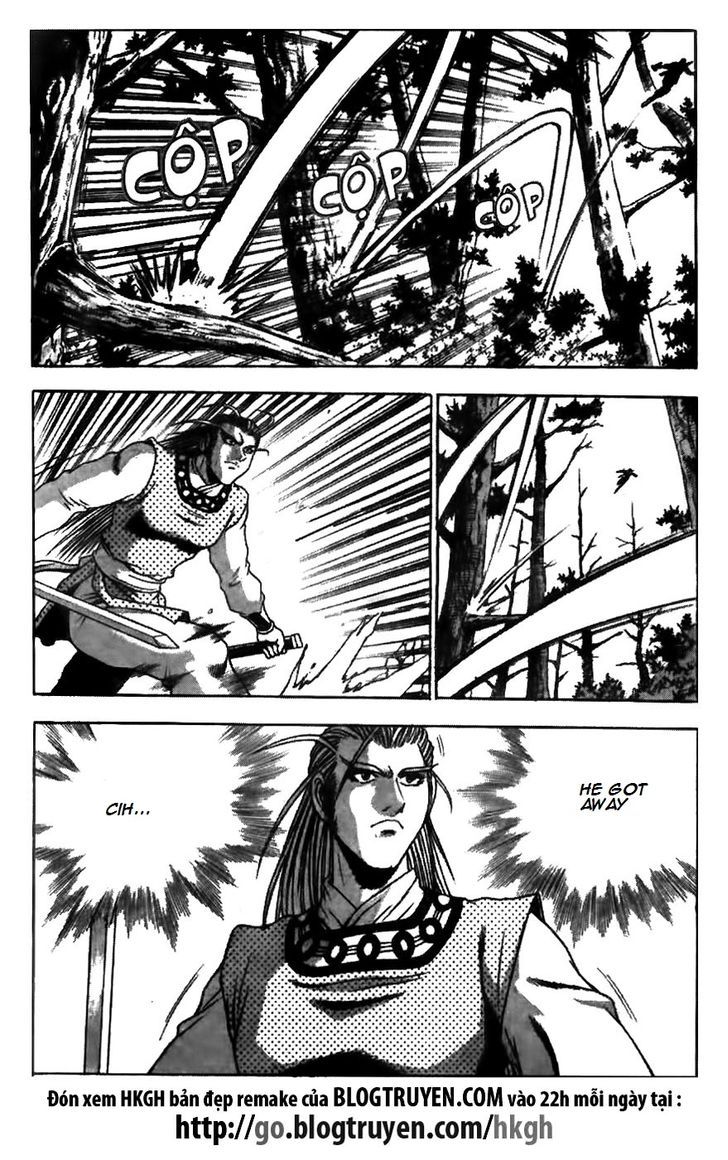 CỘP
CỘP
CỘP
CIH...
HE GOT
AWAY
Đón xem HKGH bản đẹp remake của BLOGTRUYEN.COM vào 22h mỗi ngày tại :
http://go.blogtruyen.com/hkgh